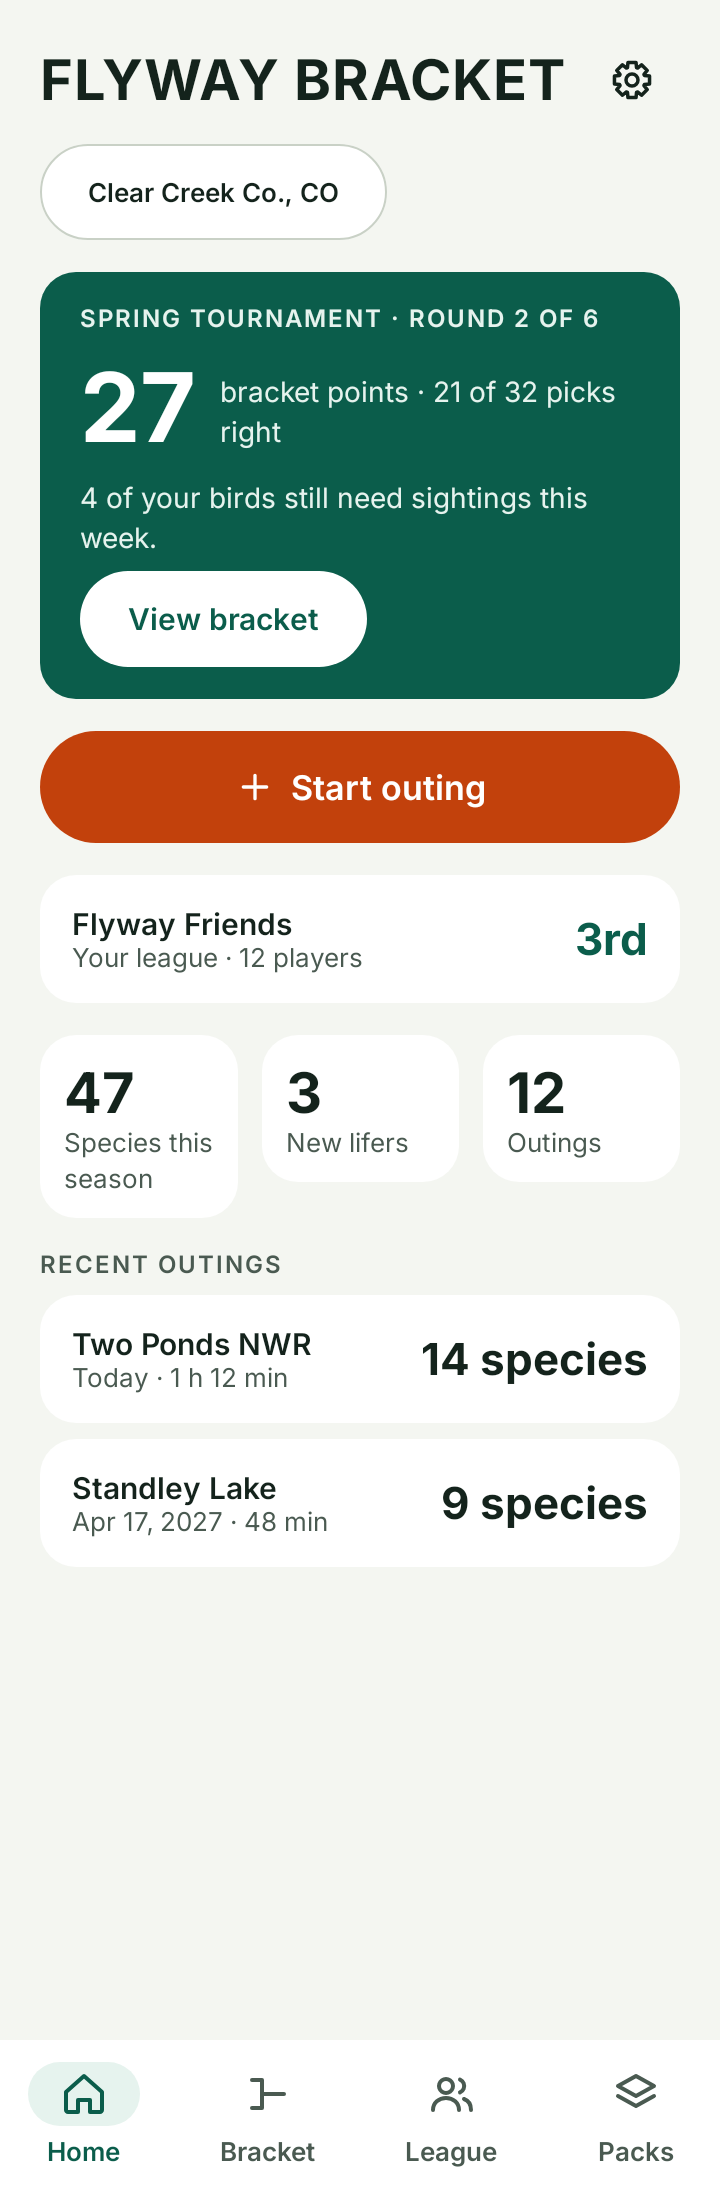 FLYWAY BRACKET
Clear Creek Co., CO
SPRING TOURNAMENT · ROUND 2 OF 6
27
bracket points · 21 of 32 picks
right
4 of your birds still need sightings this
week.
View bracket
+ Start outing
Flyway Friends
Your league · 12 players
3rd
47
Species this
season
3
New lifers
12
Outings
RECENT OUTINGS
Two Ponds NWR
Today · 1 h 12 min
14 species
Standley Lake
Apr 17, 2027 · 48 min
9 species
Home
Bracket
League
Packs